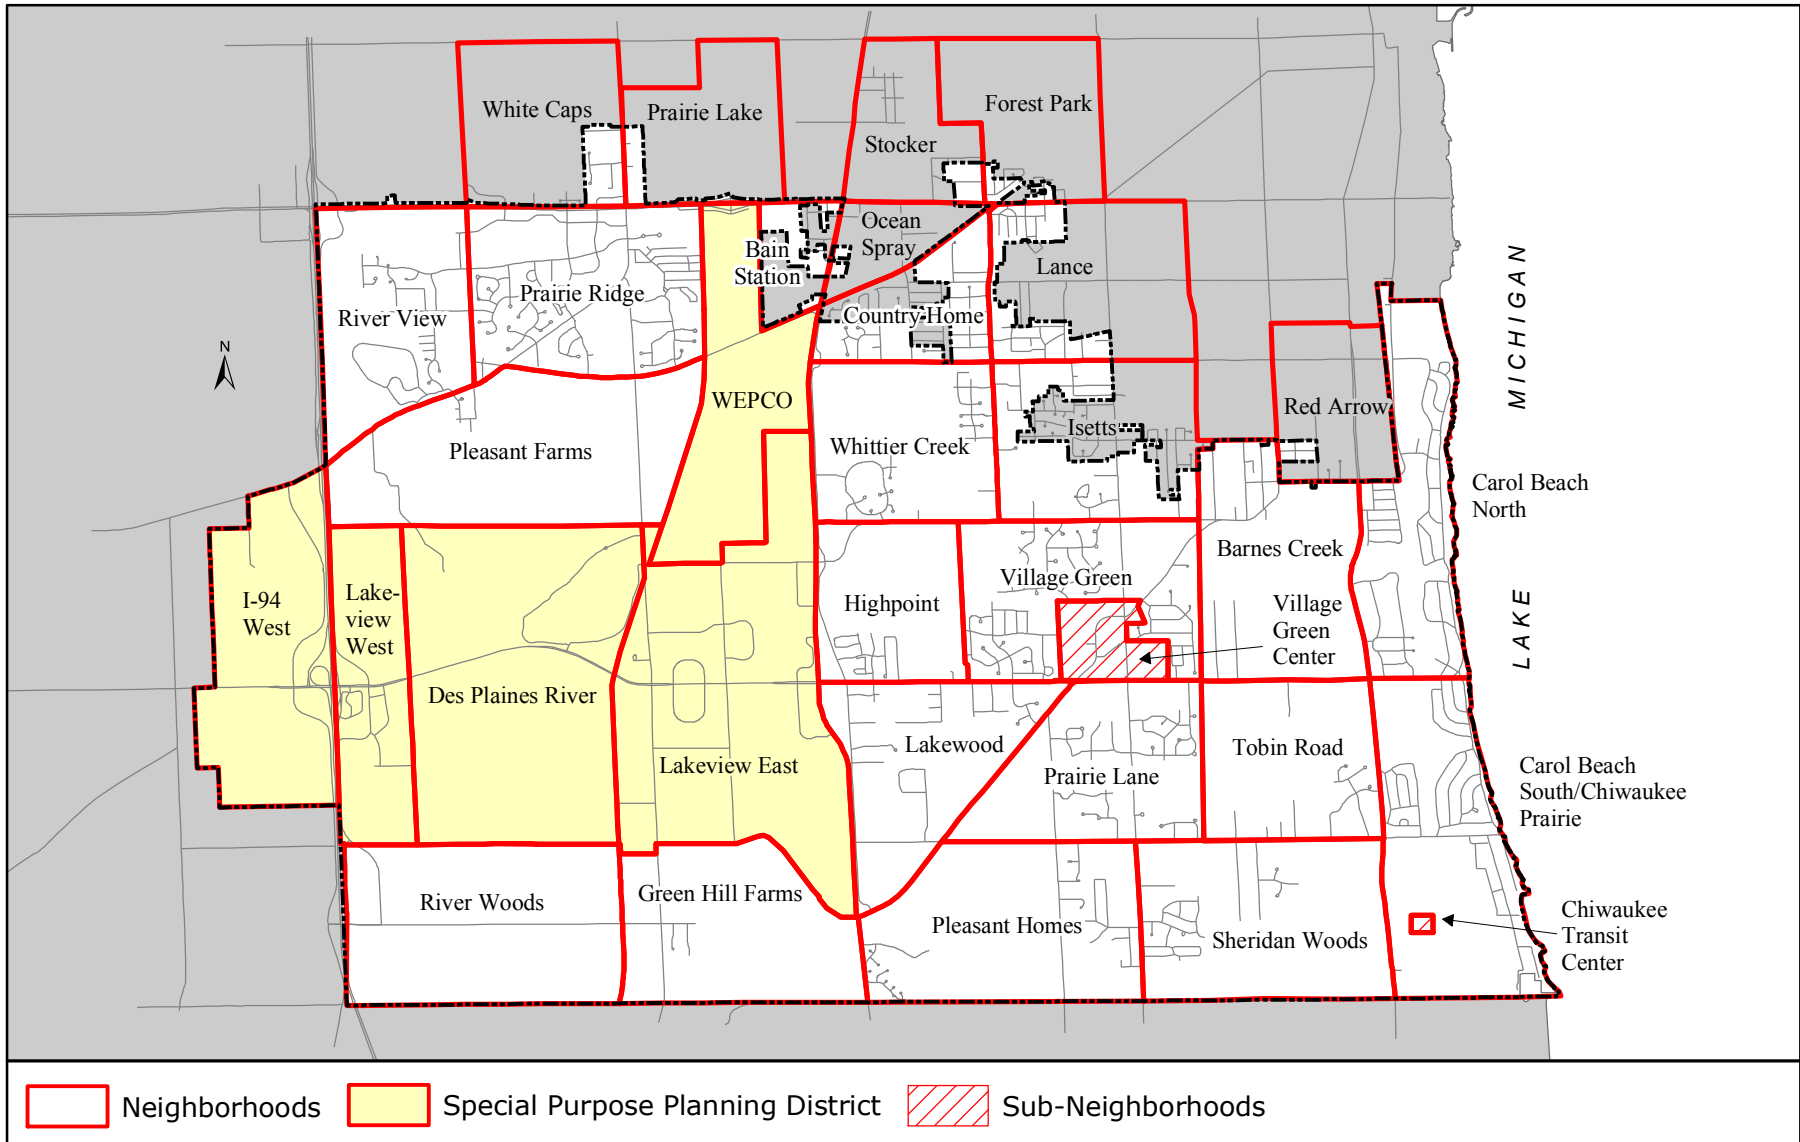 White Caps
Prairie Lake
Forest Park
Stocker
Ocean
Spray
Bain
Station
Lance
Prairie Ridge
River View
Country Home
MICHIGAN
N
WEPCO
Red Arrow
Isetts
Pleasant Farms
Whittier Creek
Carol Beach
North
Barnes Creek
Village Green
I-94
West
Lake-
view
West
Highpoint
Village
Green
Center
LAKE
Des Plaines River
Lakewood
Tobin Road
Lakeview East
Prairie Lane
Carol Beach
South/Chiwaukee
Prairie
River Woods
Green Hill Farms
Pleasant Homes
Sheridan Woods
Chiwaukee
Transit
Center
Neighborhoods
Special Purpose Planning District
Sub-Neighborhoods